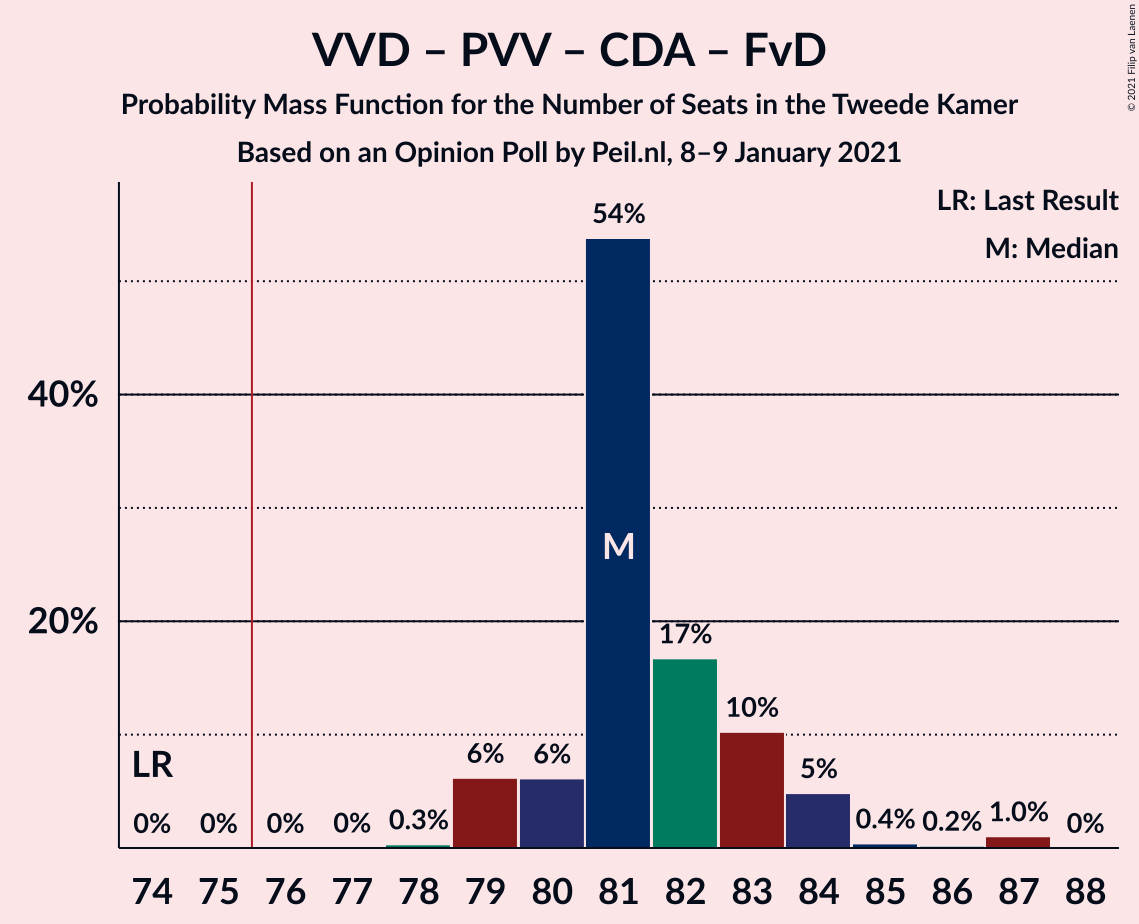 VVD – PVV – CDA – FvD
Probability Mass Function for the Number of Seats in the Tweede Kamer
Based on an Opinion Poll by Peil.nl, 8–9 January 2021
© 2021 Filip van Laenen
LR: Last Result
M: Median
54%
40%
M
20%
17%
10%
LR
6%
6%
5%
0%
0%
0%
0%
0.3%
0.4%
0.2%
1.0%
0%
74 75 76 77 78 79 80 81 82 83 84 85 86 87 88